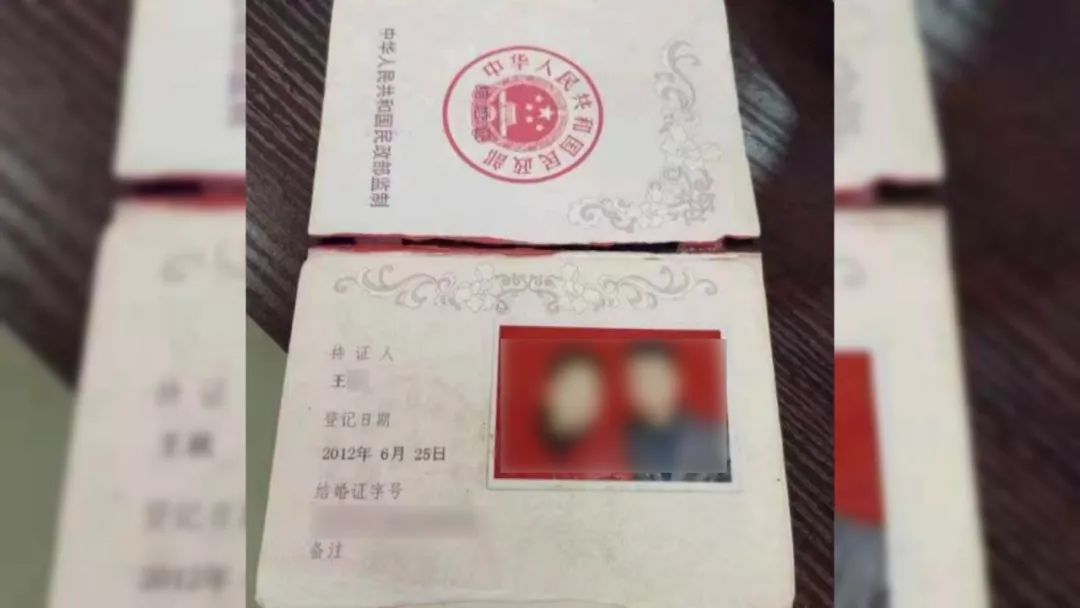 中华人民共和国民政部监制
中华人民共和国民政部
持证人
王
登记日期
2012年 6月 25日
结婚证字号
备注